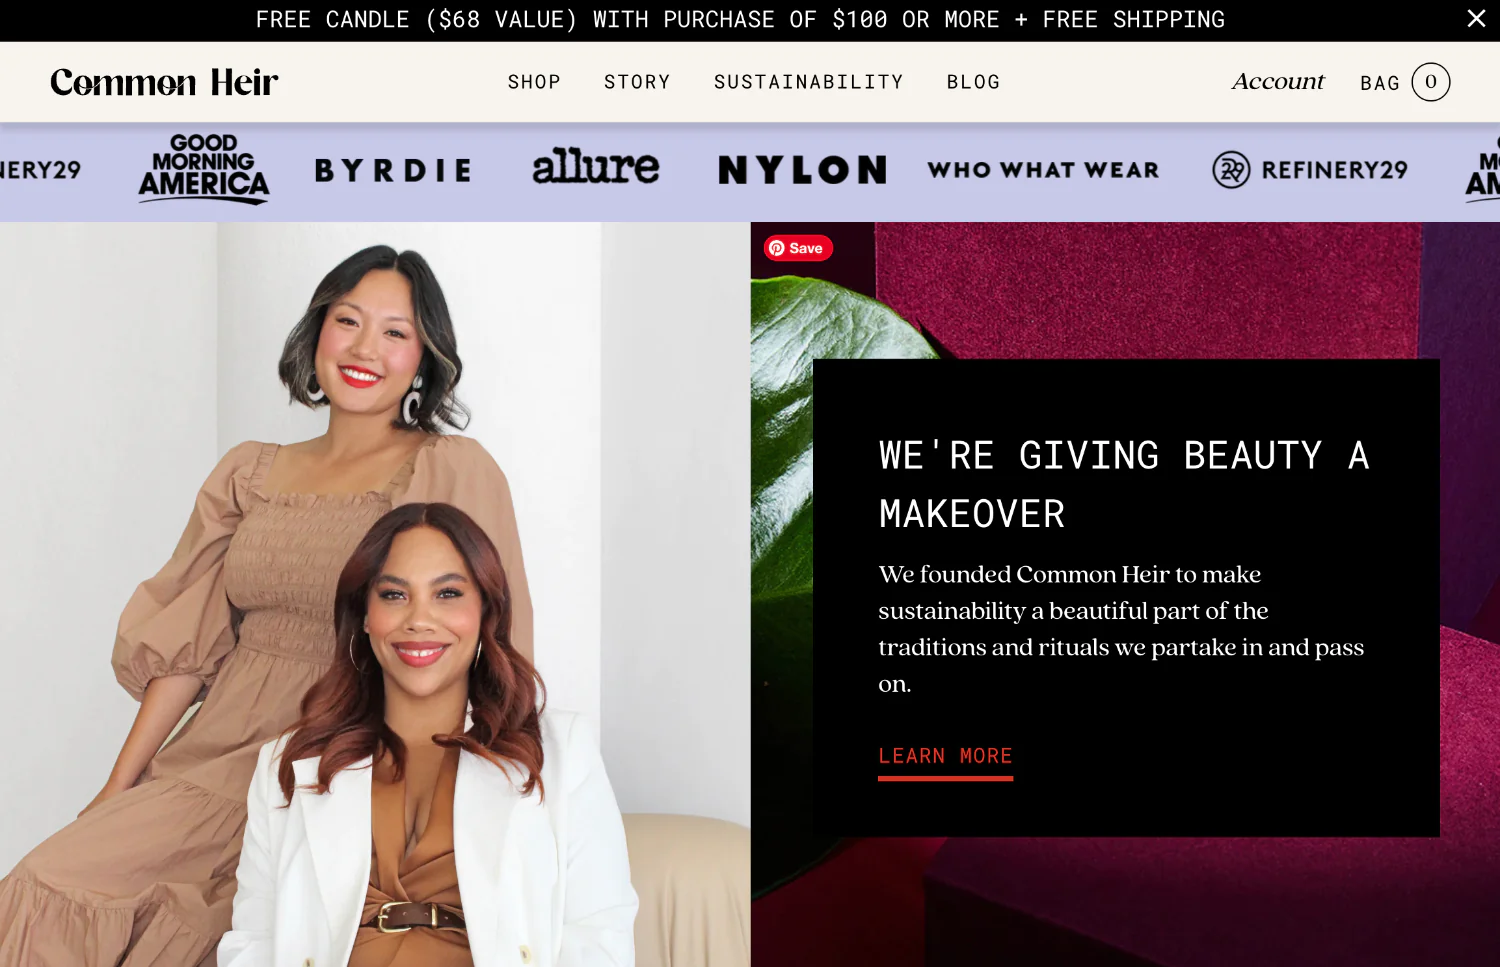 FREE CANDLE ($68 VALUE) WITH PURCHASE OF $100 OR MORE + FREE SHIPPING
Common Heir
SHOP
STORY
SUSTAINABILITY
BLOG
Account
BAG 0
NERY29
GOOD
MORNING
AMERICA
BYRDIE
allure
NYLON
WHO WHAT WEAR
R29 REFINERY29
Save
WE'RE GIVING BEAUTY A
MAKEOVER
We founded Common Heir to make
sustainability a beautiful part of the
traditions and rituals we partake in and pass
on.
LEARN MORE